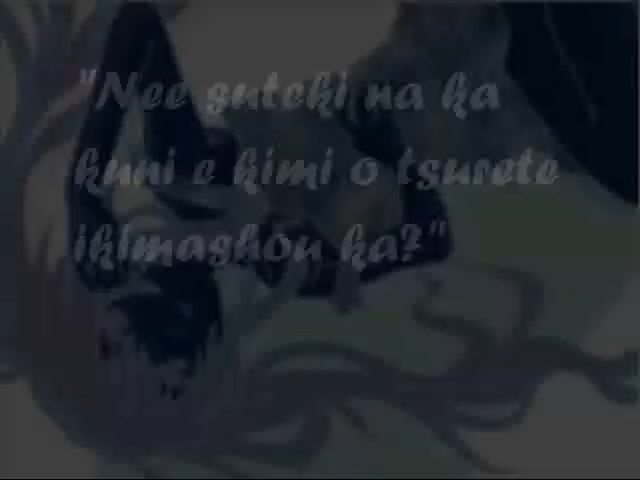 "Nee suteki na ka
kuni e kimi o tsurete
ikimashou ka?"